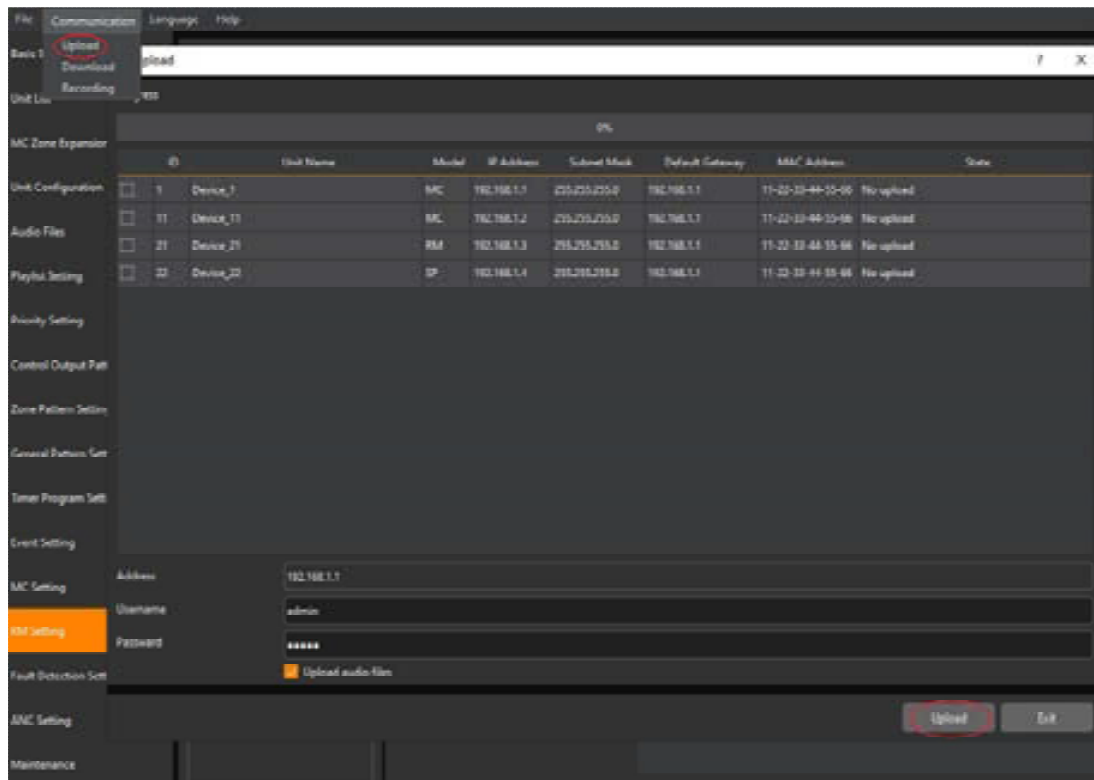 File Communication Language Help
Upload
Download
Recording
Basic S
pload ? X
Unit List
ess
0%
MC Zone Expansion
ID Unit Name Model IP Address Subnet Mask Default Gateway MAC Address State
Unit Configuration
1 Device_1 MC 192.168.1.1 255.255.255.0 192.168.1.1 11-22-33-44-55-66 No upload
11 Device_11 MC 192.168.1.2 255.255.255.0 192.168.1.1 11-22-33-44-55-66 No upload
Audio Files
21 Device_21 RM 192.168.1.3 255.255.255.0 192.168.1.1 11-22-33-44-55-66 No upload
Playlist Setting
22 Device_22 SP 192.168.1.4 255.255.255.0 192.168.1.1 11-22-33-44-55-66 No upload
Priority Setting
Control Output Patt
Zone Pattern Setting
General Pattern Sett
Timer Program Sett
Event Setting
MC Setting
Address 192.168.1.1
Username admin
RM Setting
Password •••••
Upload audio files
Fault Detection Sett
ANC Setting
Upload Exit
Maintenance